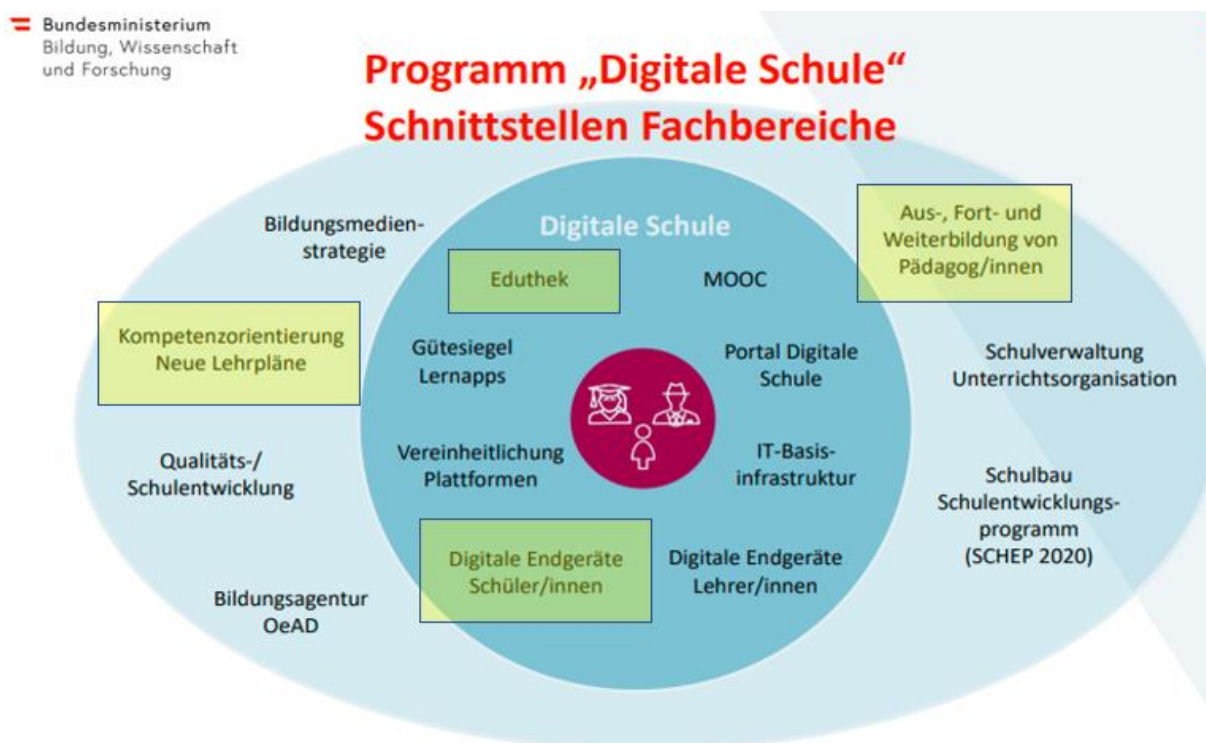 Bundesministerium
Bildung, Wissenschaft
und Forschung
Programm „Digitale Schule“
Schnittstellen Fachbereiche
Digitale Schule
Bildungsmedien-
strategie
Kompetenzorientierung
Neue Lehrpläne
Qualitäts-/
Schulentwicklung
Bildungsagentur
OeAD
Eduthek
MOOC
Gütesiegel
Lernapps
Portal Digitale
Schule
Vereinheitlichung
Plattformen
IT-Basis-
infrastruktur
Digitale Endgeräte
Schüler/innen
Digitale Endgeräte
Lehrer/innen
Aus-, Fort- und
Weiterbildung von
Pädagog/innen
Schulverwaltung
Unterrichtsorganisation
Schulbau
Schulentwicklungs-
programm
(SCHEP 2020)